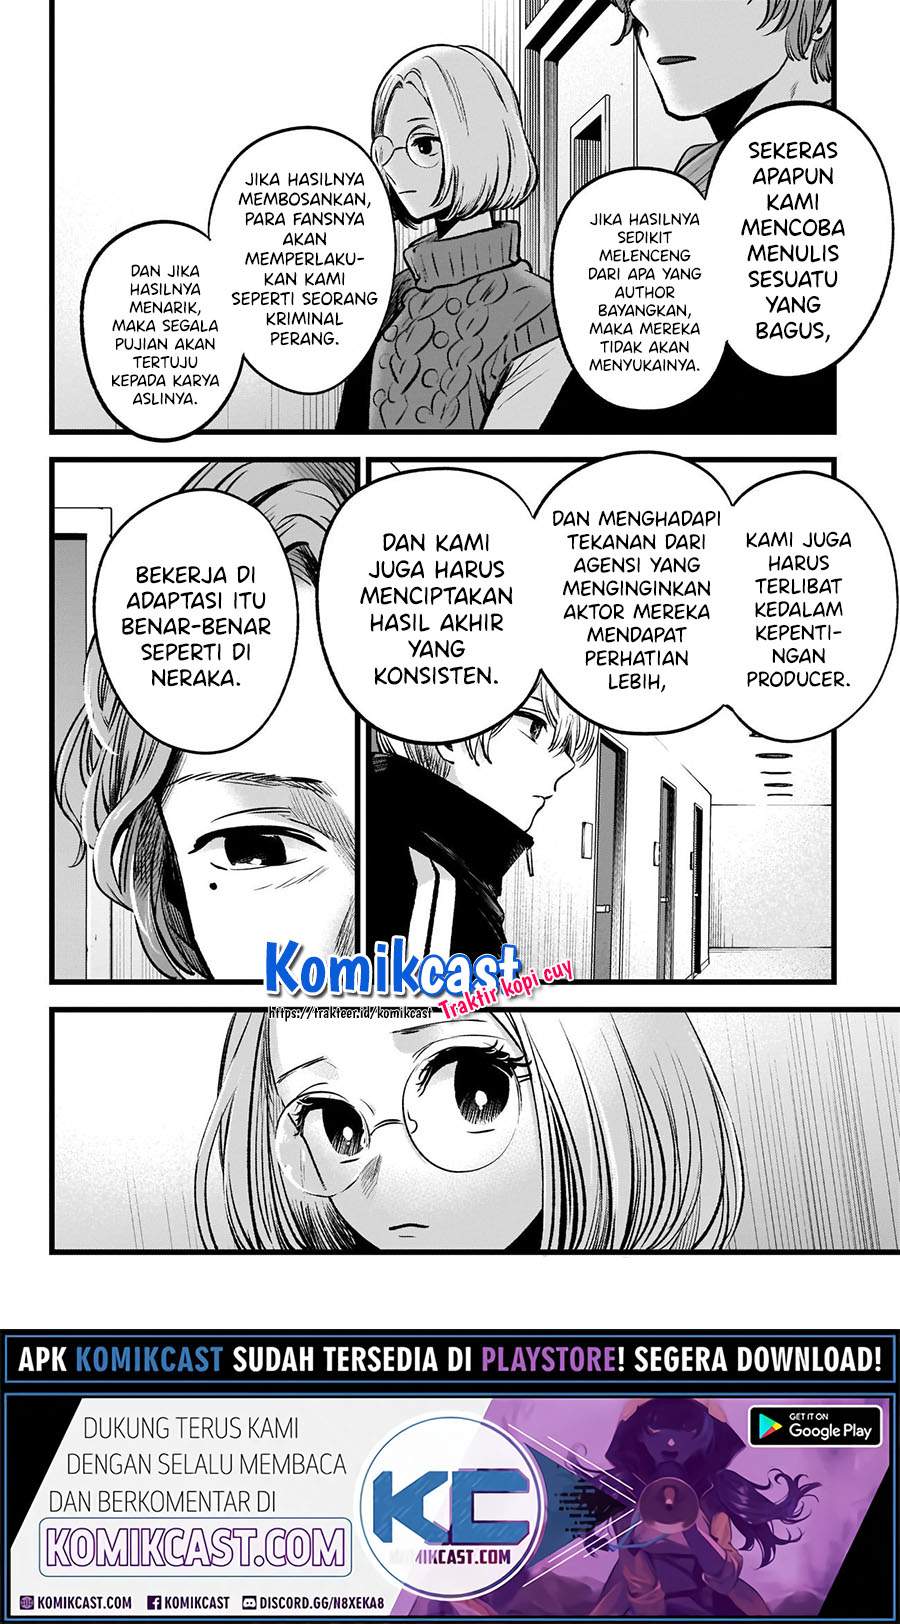 SEKERAS
APAPUN
KAMI
MENCOBA
MENULIS
SESUATU
YANG
BAGUS,
JIKA HASILNYA
SEDIKIT
MELENCENG
DARI APA YANG
AUTHOR
BAYANGKAN,
MAKA MEREKA
TIDAK AKAN
MENYUKAINYA.
JIKA HASILNYA
MEMBOSANKAN,
PARA FANSNYA
AKAN
MEMPERLAKU-
KAN KAMI
SEPERTI SEORANG
KRIMINAL
PERANG.
DAN JIKA
HASILNYA
MENARIK,
MAKA SEGALA
PUJIAN AKAN
TERTUJU
KEPADA KARYA
ASLINYA.
KAMI JUGA
HARUS
TERLIBAT
KEDALAM
KEPENTI-
NGAN
PRODUCER.
DAN MENGHADAPI
TEKANAN DARI
AGENSI YANG
MENGINGINKAN
AKTOR MEREKA
MENDAPAT
PERHATIAN
LEBIH,
DAN KAMI
JUGA HARUS
MENCIPTAKAN
HASIL AKHIR
YANG
KONSISTEN.
BEKERJA DI
ADAPTASI ITU
BENAR-BENAR
SEPERTI DI
NERAKA.
Komikcast
Traktir kopi cuy
https://trakteer.id/komikcast
APK KOMIKCAST SUDAH TERSEDIA DI PLAYSTORE! SEGERA DOWNLOAD!
DUKUNG TERUS KAMI
DENGAN SELALU MEMBACA
DAN BERKOMENTAR DI
KOMIKCAST.COM
KOMIKCAST.COM KOMIKCAST DISCORD.GG/N8XEKA8
KC
KOMIKCAST.COM
GET IT ON
Google Play